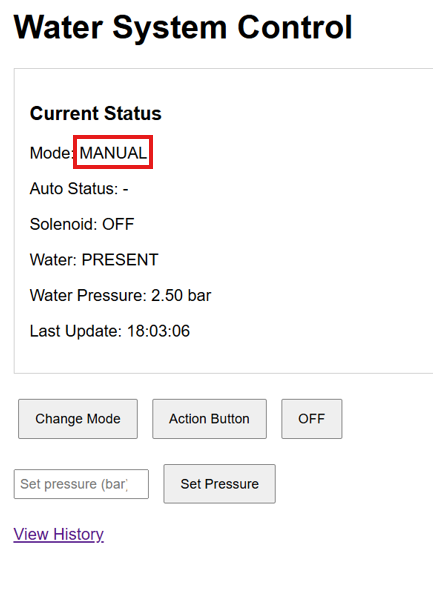 Water System Control
Current Status
Mode: MANUAL
Auto Status: -
Solenoid: OFF
Water: PRESENT
Water Pressure: 2.50 bar
Last Update: 18:03:06
Change Mode Action Button OFF
Set pressure (bar) Set Pressure
View History